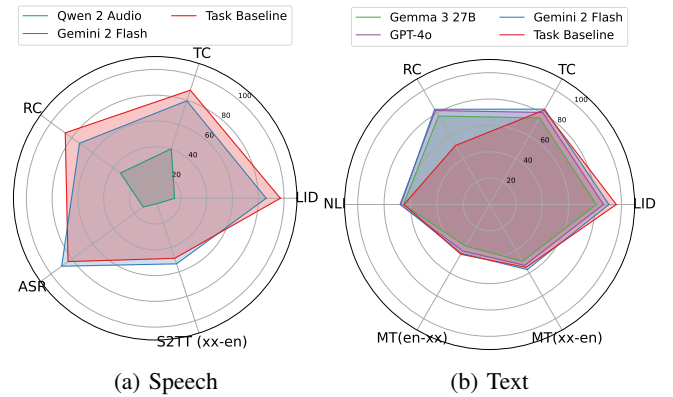 Qwen 2 Audio
Gemini 2 Flash
Task Baseline
TC
RC
LID
ASR
S2TT (xx-en)
20
40
60
80
100
(a) Speech
Gemma 3 27B
GPT-4o
Gemini 2 Flash
Task Baseline
RC
TC
NLI
LID
MT(en-xx)
MT(xx-en)
20
40
60
80
100
(b) Text